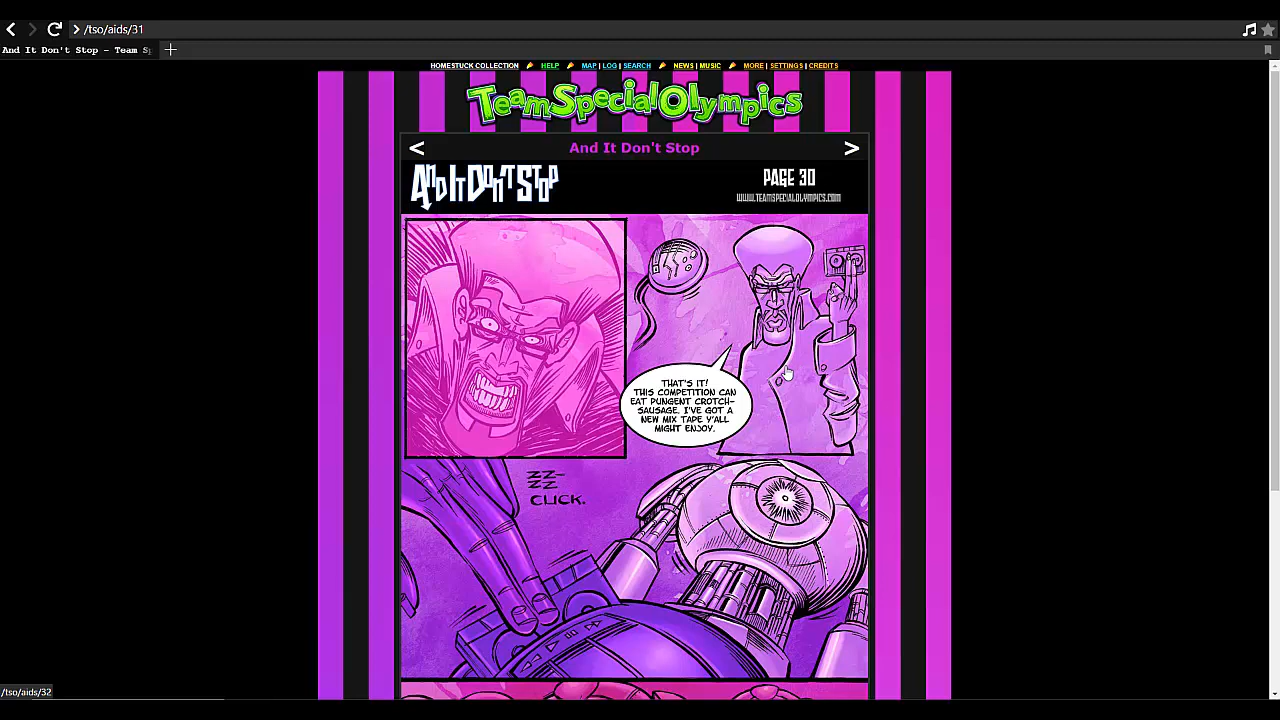 /tso/aids/31
And It Don't Stop - Team Sp
HOMESTUCK COLLECTION HELP MAP | LOG | SEARCH NEWS | MUSIC MORE | SETTINGS | CREDITS
TeamSpecialOlympics
< And It Don't Stop >
AND IT DON'T STOP
PAGE 30
WWW.TEAMSPECIALOLYMPICS.COM
THAT'S IT!
THIS COMPETITION CAN
EAT PUNGENT CROTCH-
SAUSAGE. I'VE GOT A
NEW MIX TAPE Y'ALL
MIGHT ENJOY.
ZZ-
ZZ
CLICK.
/tso/aids/32